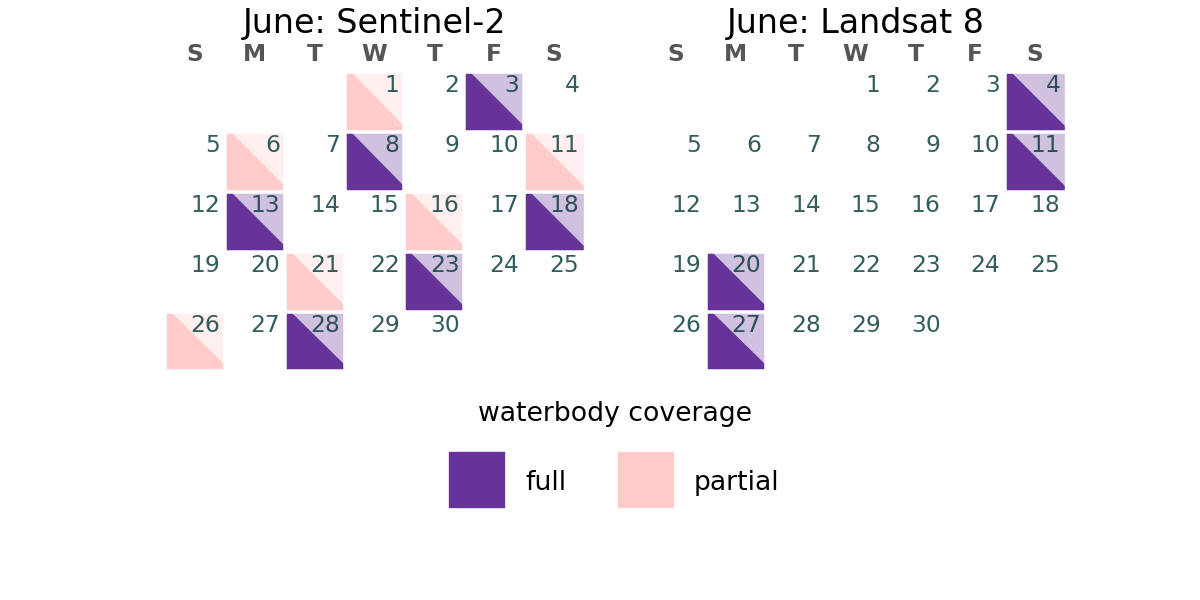 June: Sentinel-2
S M T W T F S
1 2 3 4
5 6 7 8 9 10 11
12 13 14 15 16 17 18
19 20 21 22 23 24 25
26 27 28 29 30
June: Landsat 8
S M T W T F S
1 2 3 4
5 6 7 8 9 10 11
12 13 14 15 16 17 18
19 20 21 22 23 24 25
26 27 28 29 30
waterbody coverage
full
partial